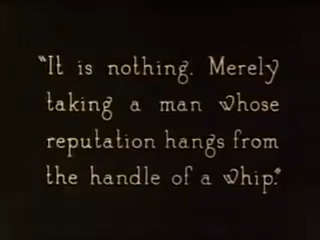 "It is nothing. Merely
taking a man whose
reputation hangs from
the handle of a whip."